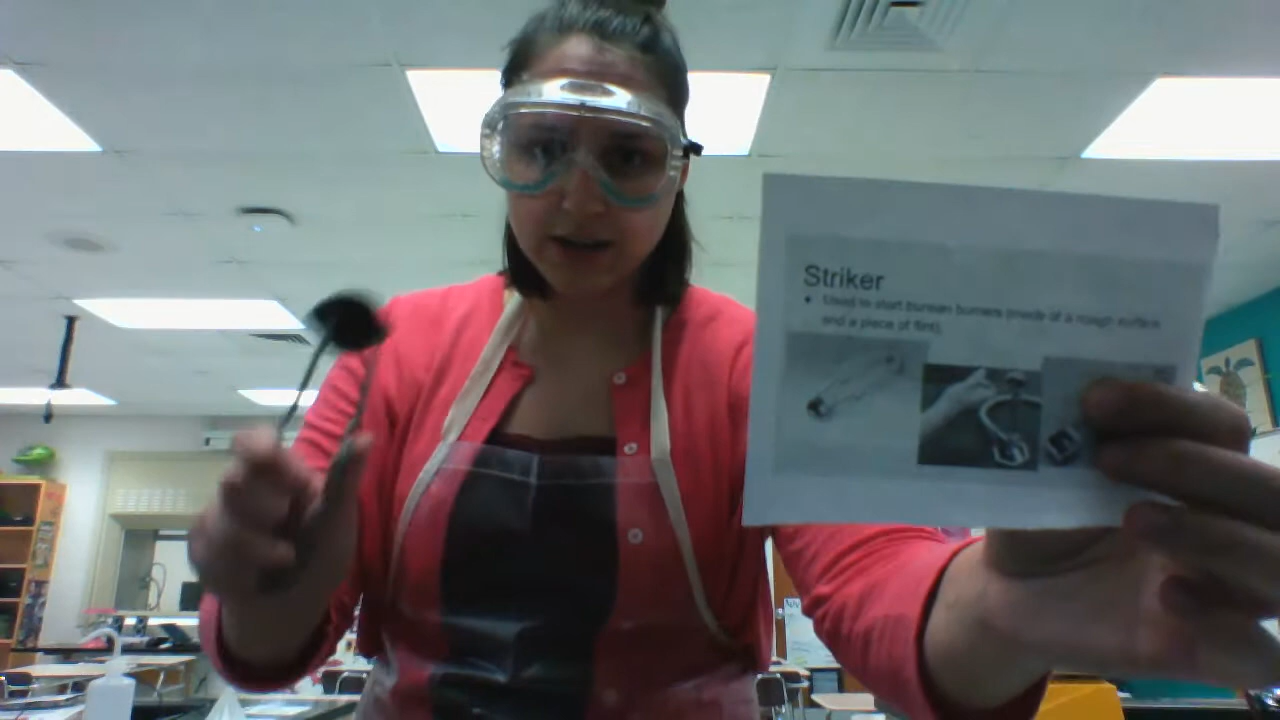 Striker
• Used to start bunsen burners (made of a rough surface
and a piece of flint).